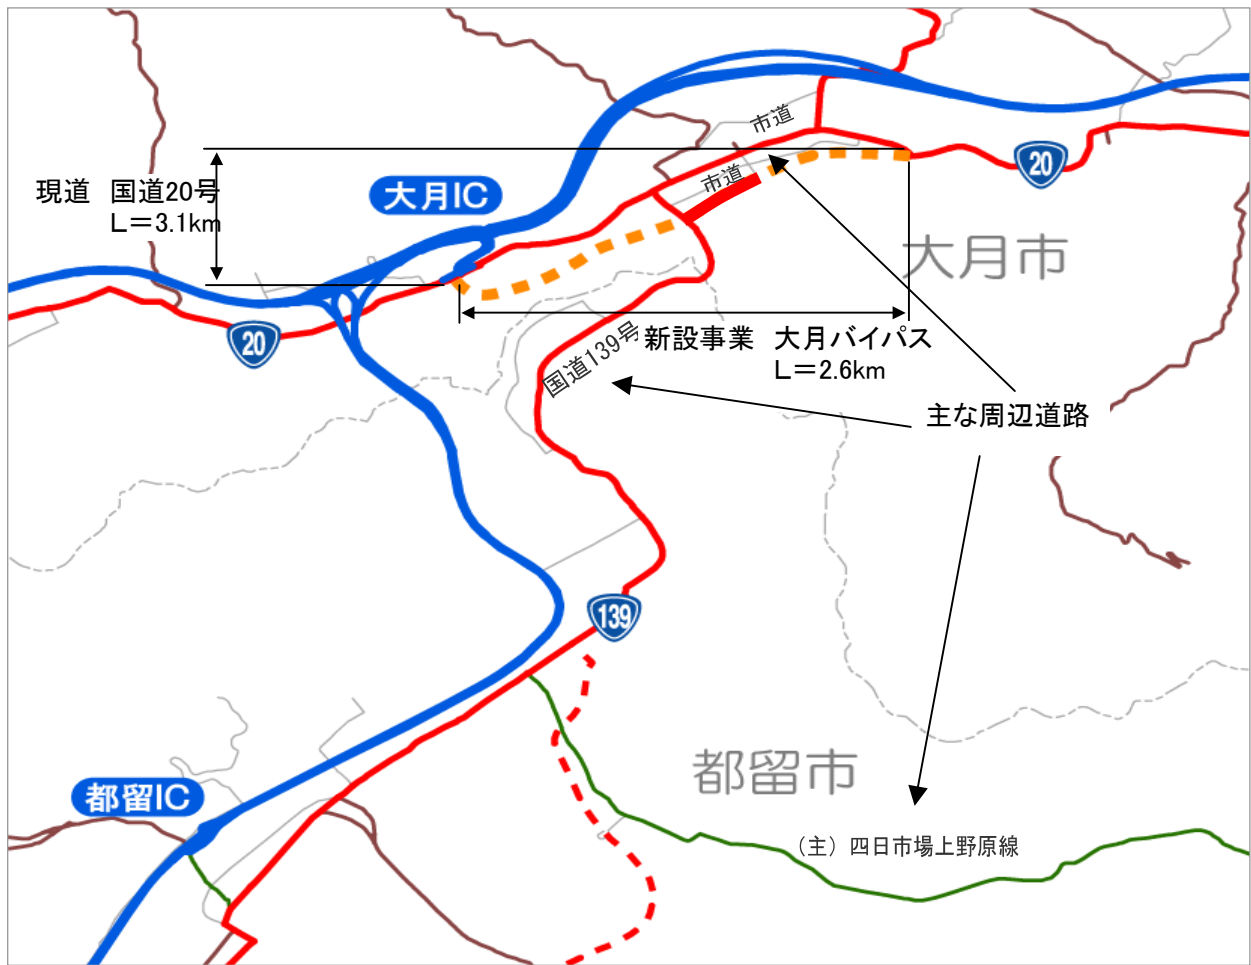 市道
20
現道 国道20号
L=3.1km
大月IC
市道
大月市
20
国道139号
新設事業 大月バイパス
L=2.6km
主な周辺道路
139
都留市
都留IC
(主) 四日市場上野原線